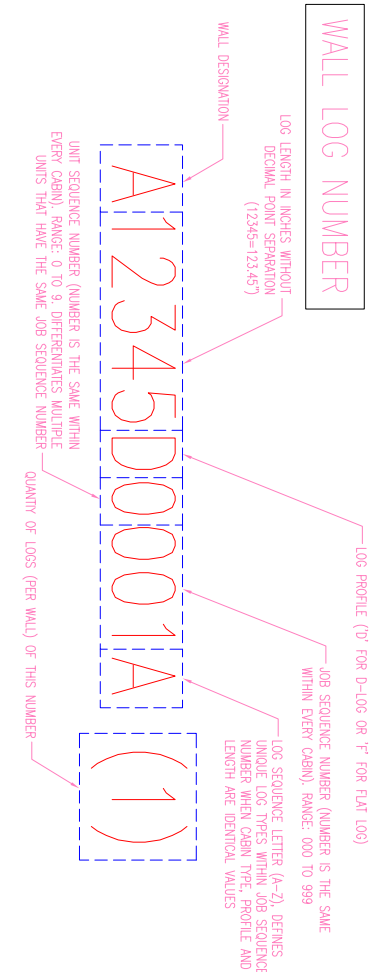 WALL LOG NUMBER
WALL DESIGNATION
LOG LENGTH IN INCHES WITHOUT
DECIMAL POINT SEPARATION
(12345=123.45")
LOG PROFILE ('D' FOR D-LOG OR 'F' FOR FLAT LOG)
JOB SEQUENCE NUMBER (NUMBER IS THE SAME
WITHIN EVERY CABIN). RANGE: 000 TO 999
LOG SEQUENCE LETTER (A-Z), DEFINES
UNIQUE LOG TYPES WITHIN JOB SEQUENCE
NUMBER WHEN CABIN TYPE, PROFILE AND
LENGTH ARE IDENTICAL VALUES
A12345D0001A (1)
UNIT SEQUENCE NUMBER (NUMBER IS THE SAME WITHIN
EVERY CABIN). RANGE: 0 TO 9. DIFFERENTIATES MULTIPLE
UNITS THAT HAVE THE SAME JOB SEQUENCE NUMBER
QUANTIY OF LOGS (PER WALL) OF THIS NUMBER